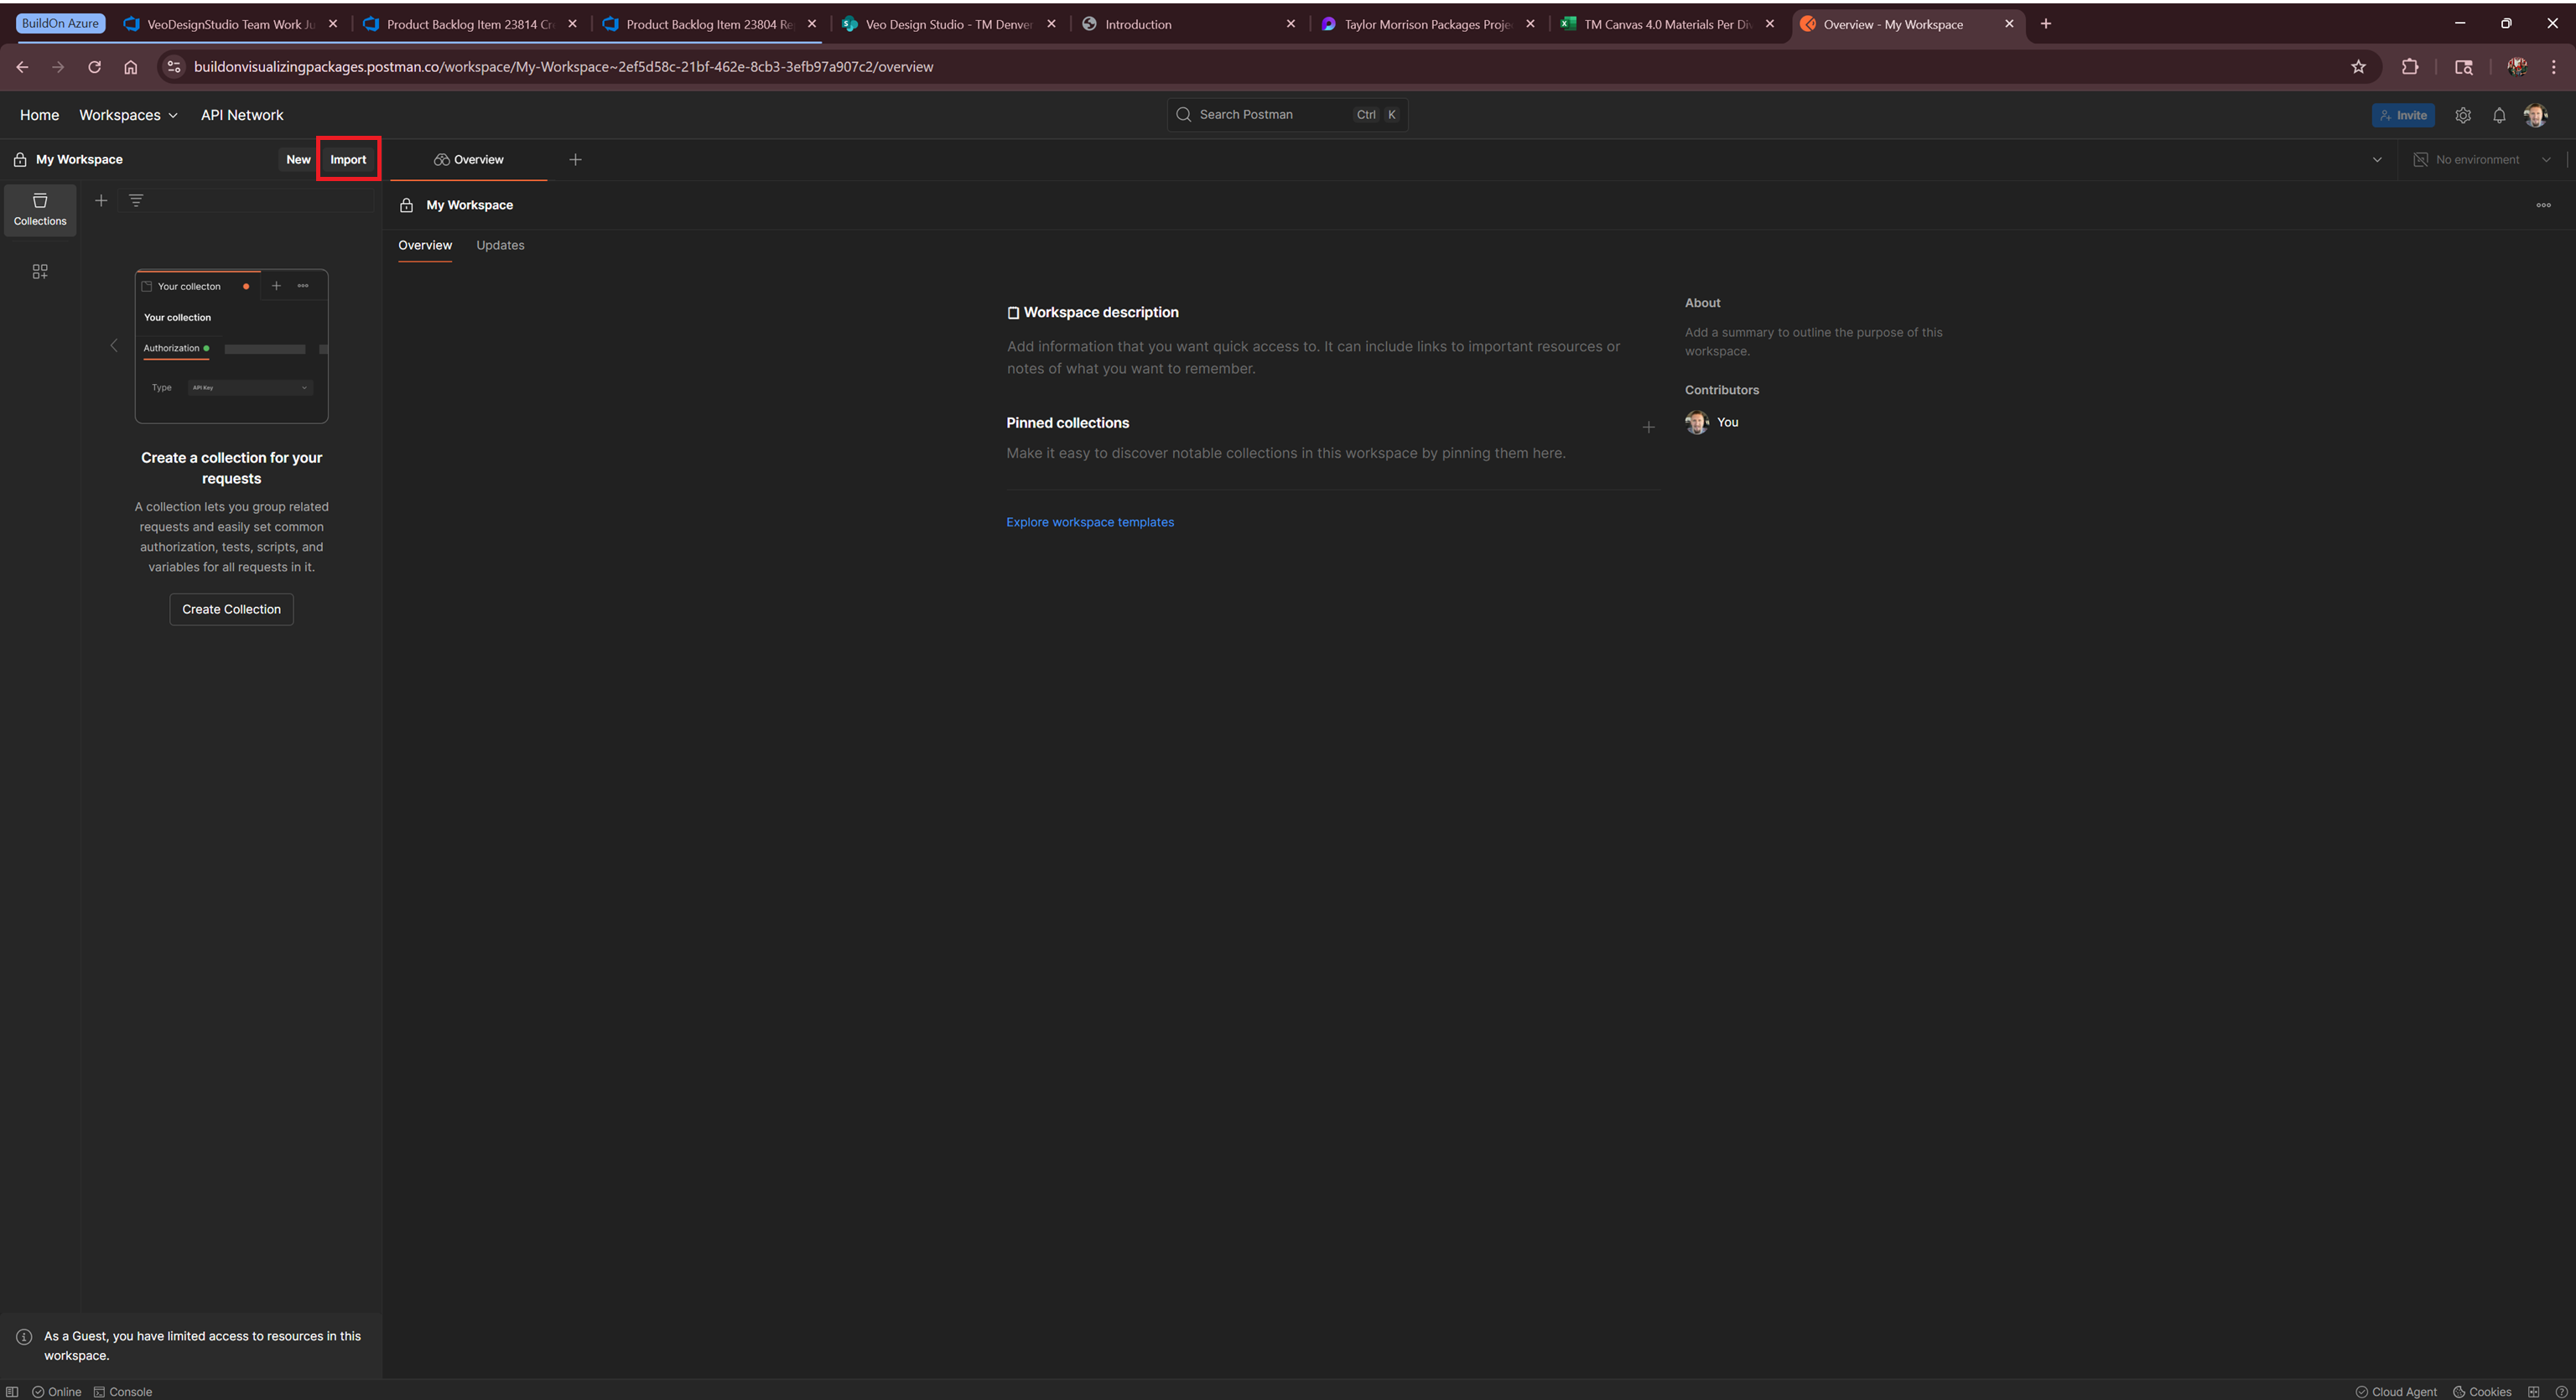 BuildOn Azure
VeoDesignStudio Team Work Ju
Product Backlog Item 23814 Cr
Product Backlog Item 23804 Re
Veo Design Studio - TM Denver
Introduction
Taylor Morrison Packages Proje
TM Canvas 4.0 Materials Per Di
Overview - My Workspace
buildonvisualizingpackages.postman.co/workspace/My-Workspace~2ef5d58c-21bf-462e-8cb3-3efb97a907c2/overview
Home
Workspaces
API Network
Search Postman
Ctrl
K
Invite
My Workspace
New
Import
Overview
No environment
Collections
My Workspace
Overview
Updates
Your collecton
Your collection
Authorization
Type
API Key
Create a collection for your
requests
A collection lets you group related
requests and easily set common
authorization, tests, scripts, and
variables for all requests in it.
Create Collection
Workspace description
Add information that you want quick access to. It can include links to important resources or
notes of what you want to remember.
Pinned collections
Make it easy to discover notable collections in this workspace by pinning them here.
Explore workspace templates
About
Add a summary to outline the purpose of this
workspace.
Contributors
You
As a Guest, you have limited access to resources in this
workspace.
Online
Console
Cloud Agent
Cookies